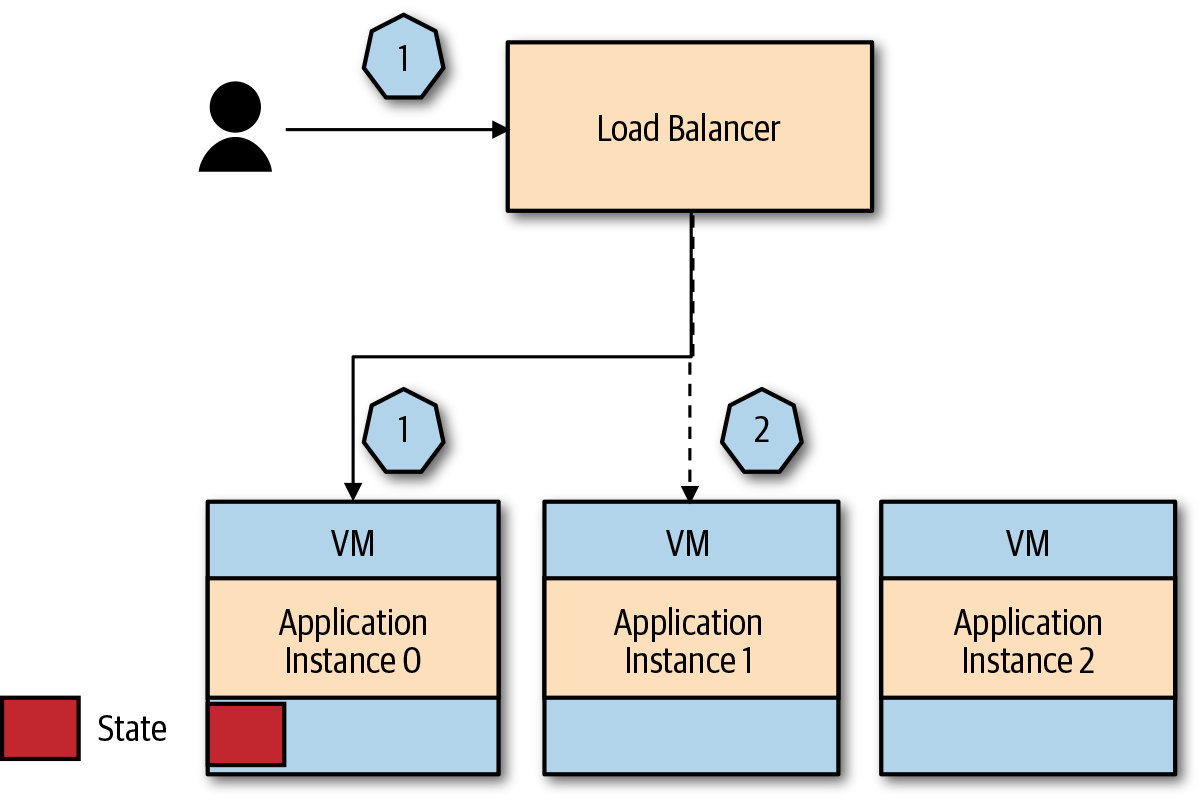 1
Load Balancer
1
2
VM
VM
VM
Application
Instance 0
Application
Instance 1
Application
Instance 2
State